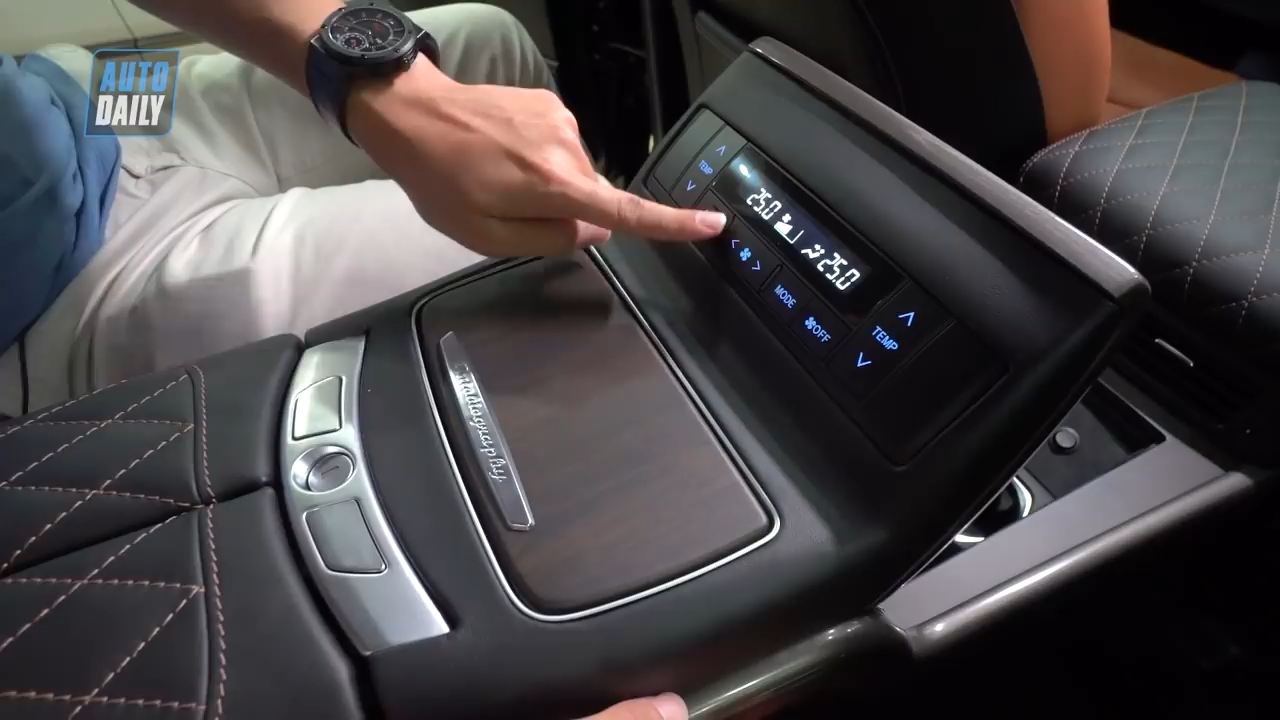 AUTO
DAILY
TEMP
25.0
25.0
MODE
OFF
TEMP
Autobiography